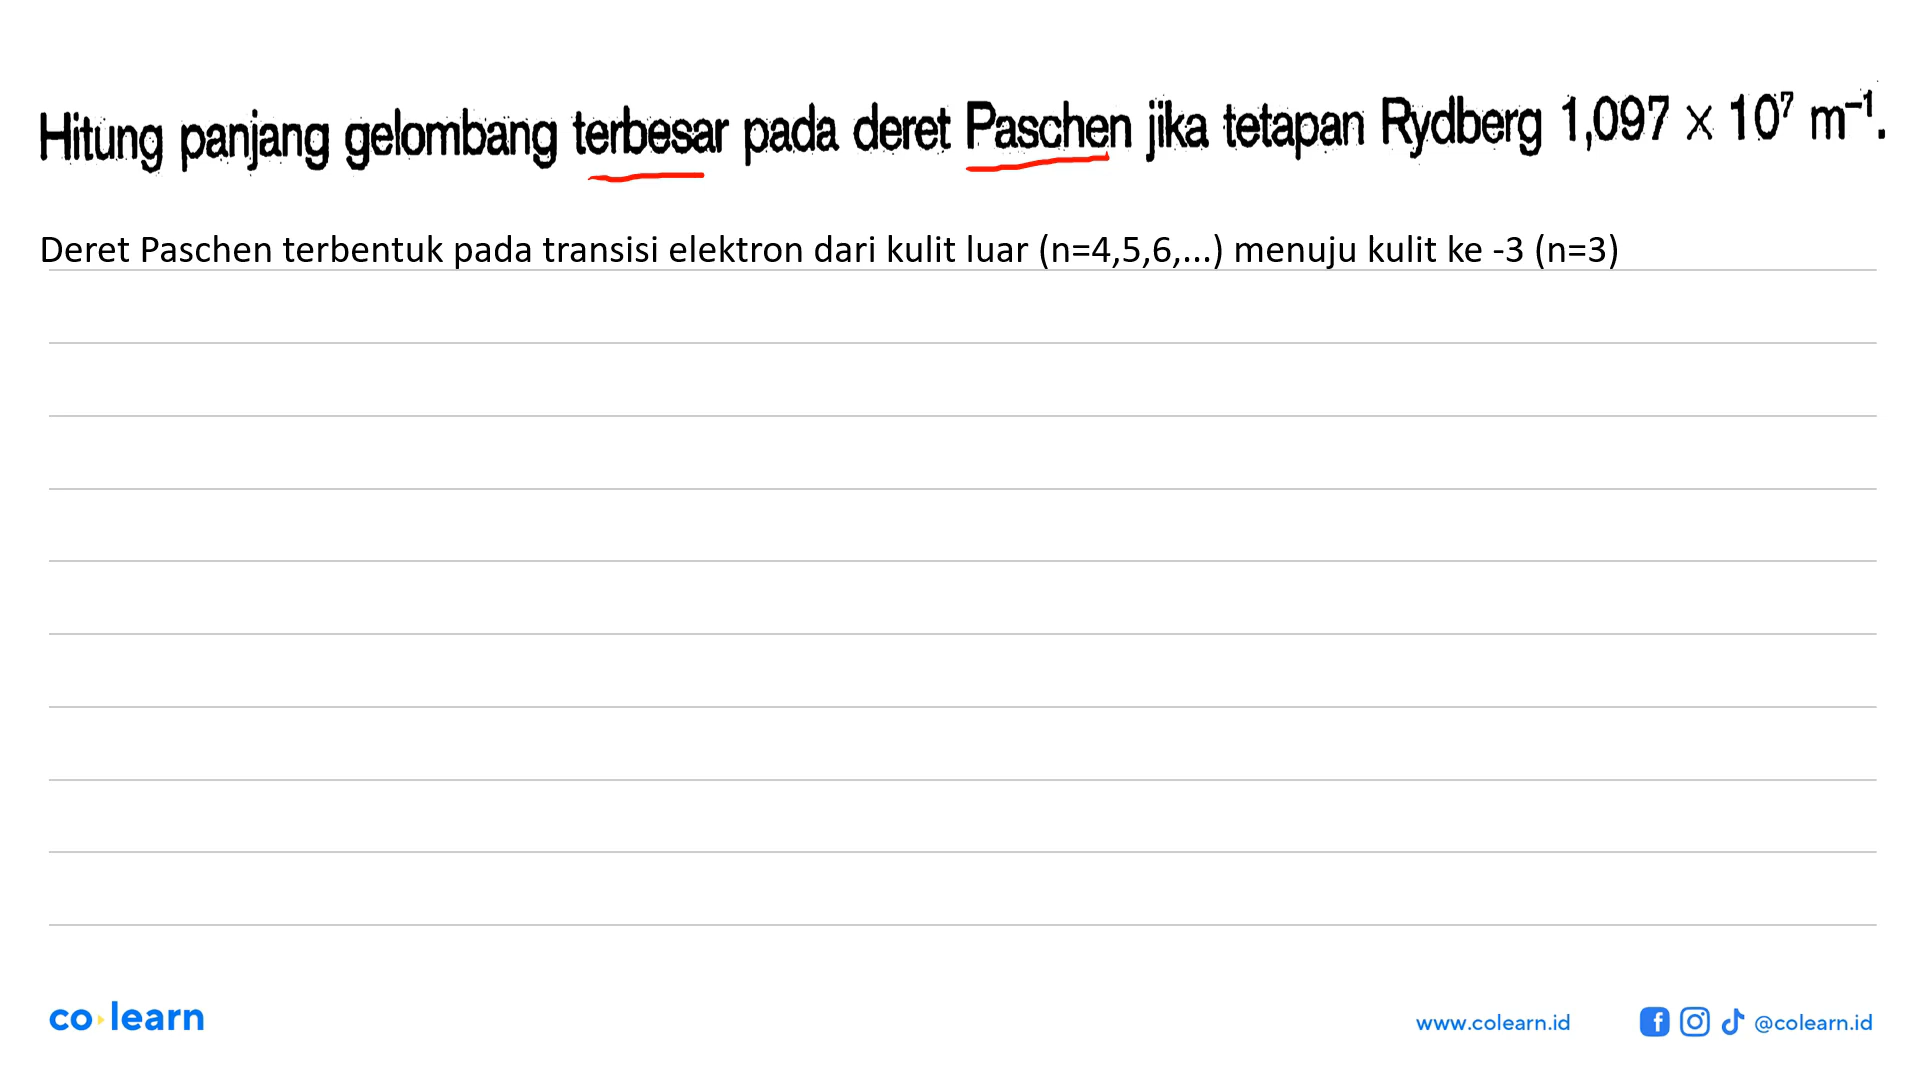 Hitung panjang gelombang terbesar pada deret Paschen jika tetapan Rydberg 1,097 × 10⁷ m⁻¹.
Deret Paschen terbentuk pada transisi elektron dari kulit luar (n=4,5,6,...) menuju kulit ke -3 (n=3)
co learn
www.colearn.id
@colearn.id